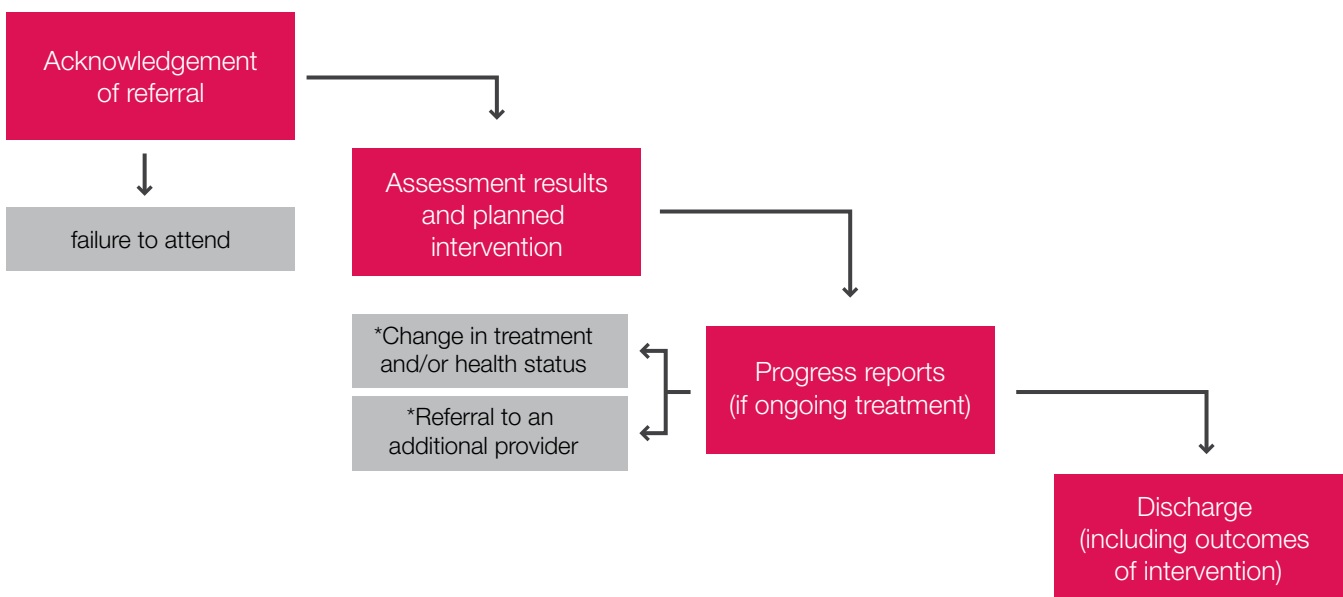 Acknowledgement
of referral
failure to attend
Assessment results
and planned
intervention
*Change in treatment
and/or health status
*Referral to an
additional provider
Progress reports
(if ongoing treatment)
Discharge
(including outcomes
of intervention)